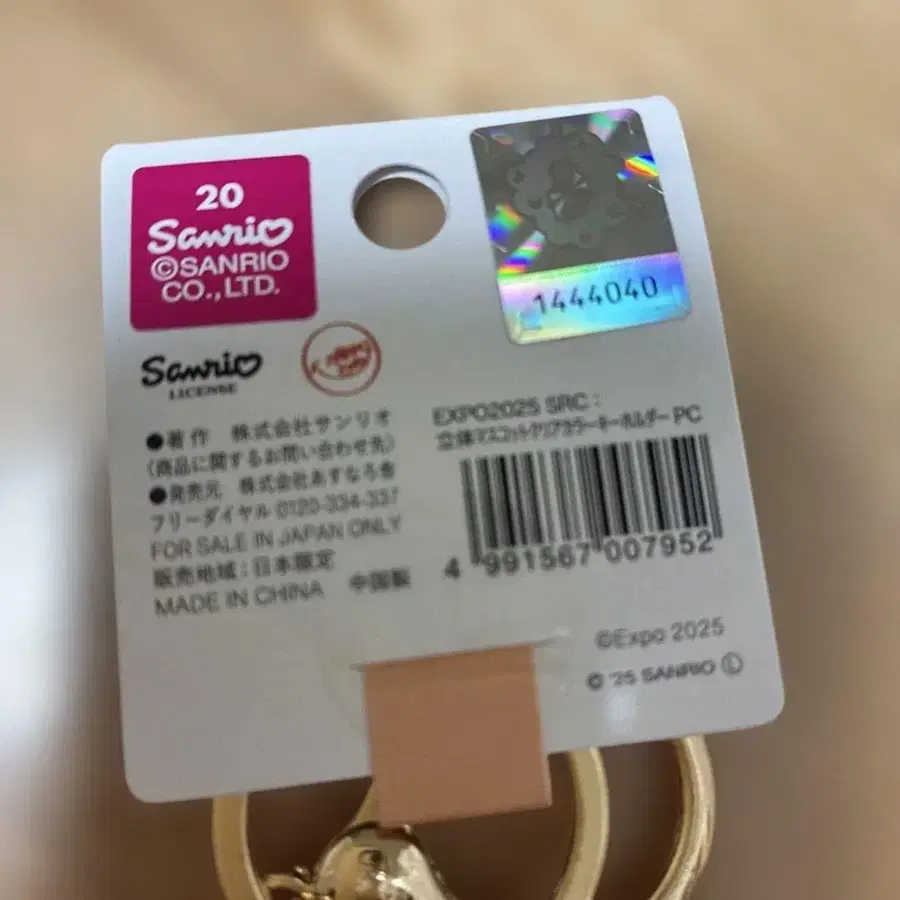 20
Sanrio
©SANRIO
CO.,LTD.
1444040
Sanrio
LICENSE
●著作 株式会社サンリオ
(商品に関するお問い合わせ先)
●発売元 株式会社あすなろ舎
フリーダイヤル 0120-334-337
FOR SALE IN JAPAN ONLY
販売地域:日本限定
MADE IN CHINA 中国製
EXPO2025 SRC:
立体マスコットクリアカラーキーホルダー PC
4 991567 007952
©Expo 2025
© '25 SANRIO Ⓛ